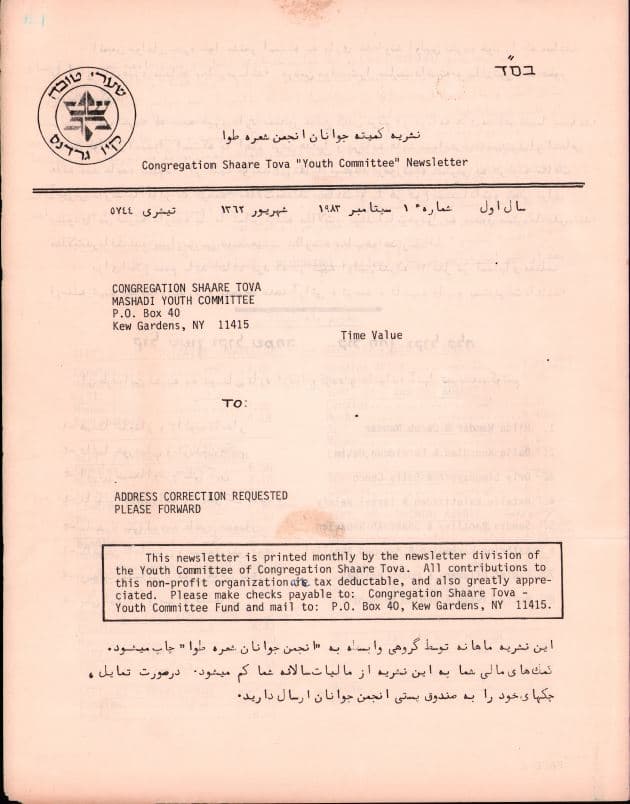 בס״ד
שערי טובה
קיו גרדנס
نشریه کمیته جوانان انجمن شعره طوا
Congregation Shaare Tova "Youth Committee" Newsletter
سال اول شماره ۱ سپتامبر ۱۹۸۳ شهریور ۱۳۶۲ تیشری ۵۷٤٤
CONGREGATION SHAARE TOVA
MASHADI YOUTH COMMITTEE
P.O. Box 40
Kew Gardens, NY 11415
Time Value
TO:
ADDRESS CORRECTION REQUESTED
PLEASE FORWARD
This newsletter is printed monthly by the newsletter division of
the Youth Committee of Congregation Shaare Tova. All contributions to
this non-profit organization are tax deductable, and also greatly appre-
ciated. Please make checks payable to: Congregation Shaare Tova -
Youth Committee Fund and mail to: P.O. Box 40, Kew Gardens, NY 11415.
این نشریه ماهانه توسط گروهی وابسته به "انجمن جوانان شعره طوا" چاپ میشود.
کمک‌های مالی شما به این نشریه از مالیات سالانه شما کم میشود. درصورت تمایل،
چکهای خود را به صندوق پستی انجمن جوانان ارسال دارید.